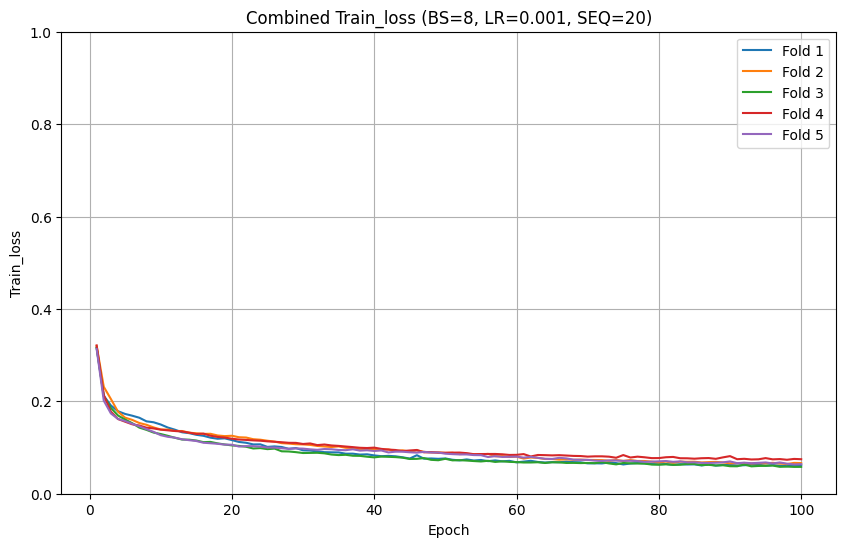 Combined Train_loss (BS=8, LR=0.001, SEQ=20)
1.0
0.8
0.6
0.4
0.2
0.0
Train_loss
Fold 1
Fold 2
Fold 3
Fold 4
Fold 5
0
20
40
60
80
100
Epoch